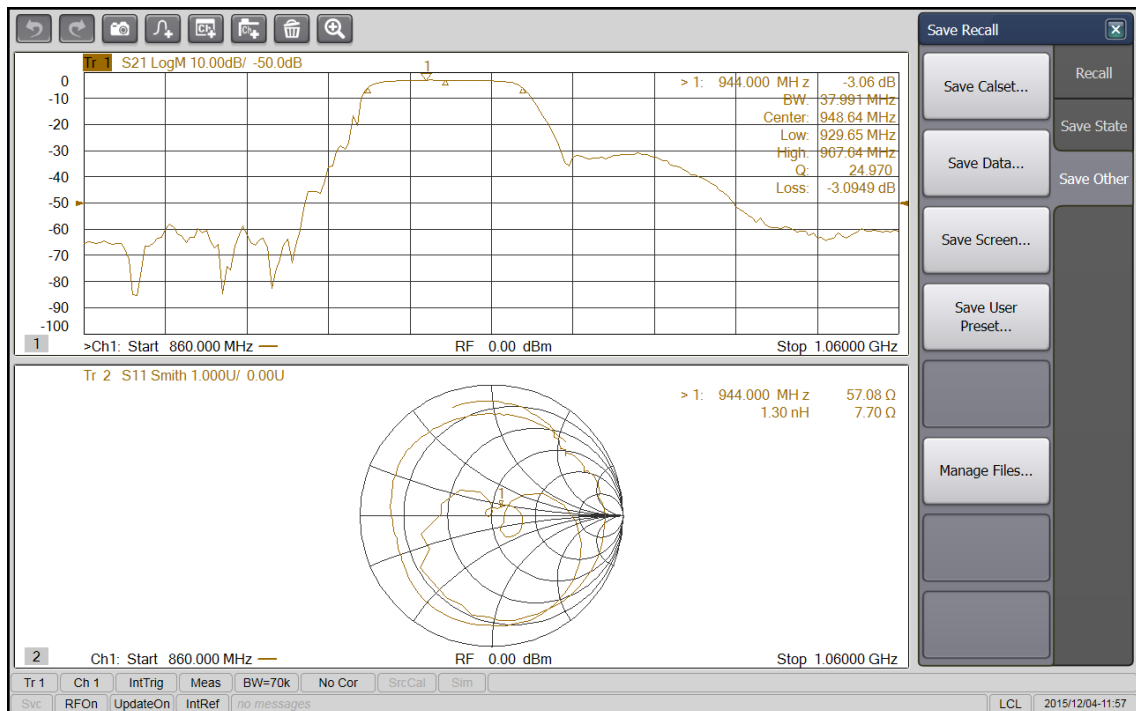 Ch
Ch
Tr 1 S21 LogM 10.00dB/ -50.0dB
1
0
-10
-20
-30
-40
-50
-60
-70
-80
-90
-100
> 1: 944.000 MHz -3.06 dB
BW: 37.991 MHz
Center: 948.64 MHz
Low: 929.65 MHz
High: 967.64 MHz
Q: 24.970
Loss: -3.0949 dB
1 >Ch1: Start 860.000 MHz RF 0.00 dBm Stop 1.06000 GHz
Tr 2 S11 Smith 1.000U/ 0.00U
> 1: 944.000 MHz 57.08 Ω
1.30 nH 7.70 Ω
1
2 Ch1: Start 860.000 MHz RF 0.00 dBm Stop 1.06000 GHz
Save Recall
Save Calset...
Save Data...
Save Screen...
Save User
Preset...
Manage Files...
Recall
Save State
Save Other
Tr 1 Ch 1 IntTrig Meas BW=70k No Cor SrcCal Sim
Svc RFOn UpdateOn IntRef no messages LCL 2015/12/04-11:57